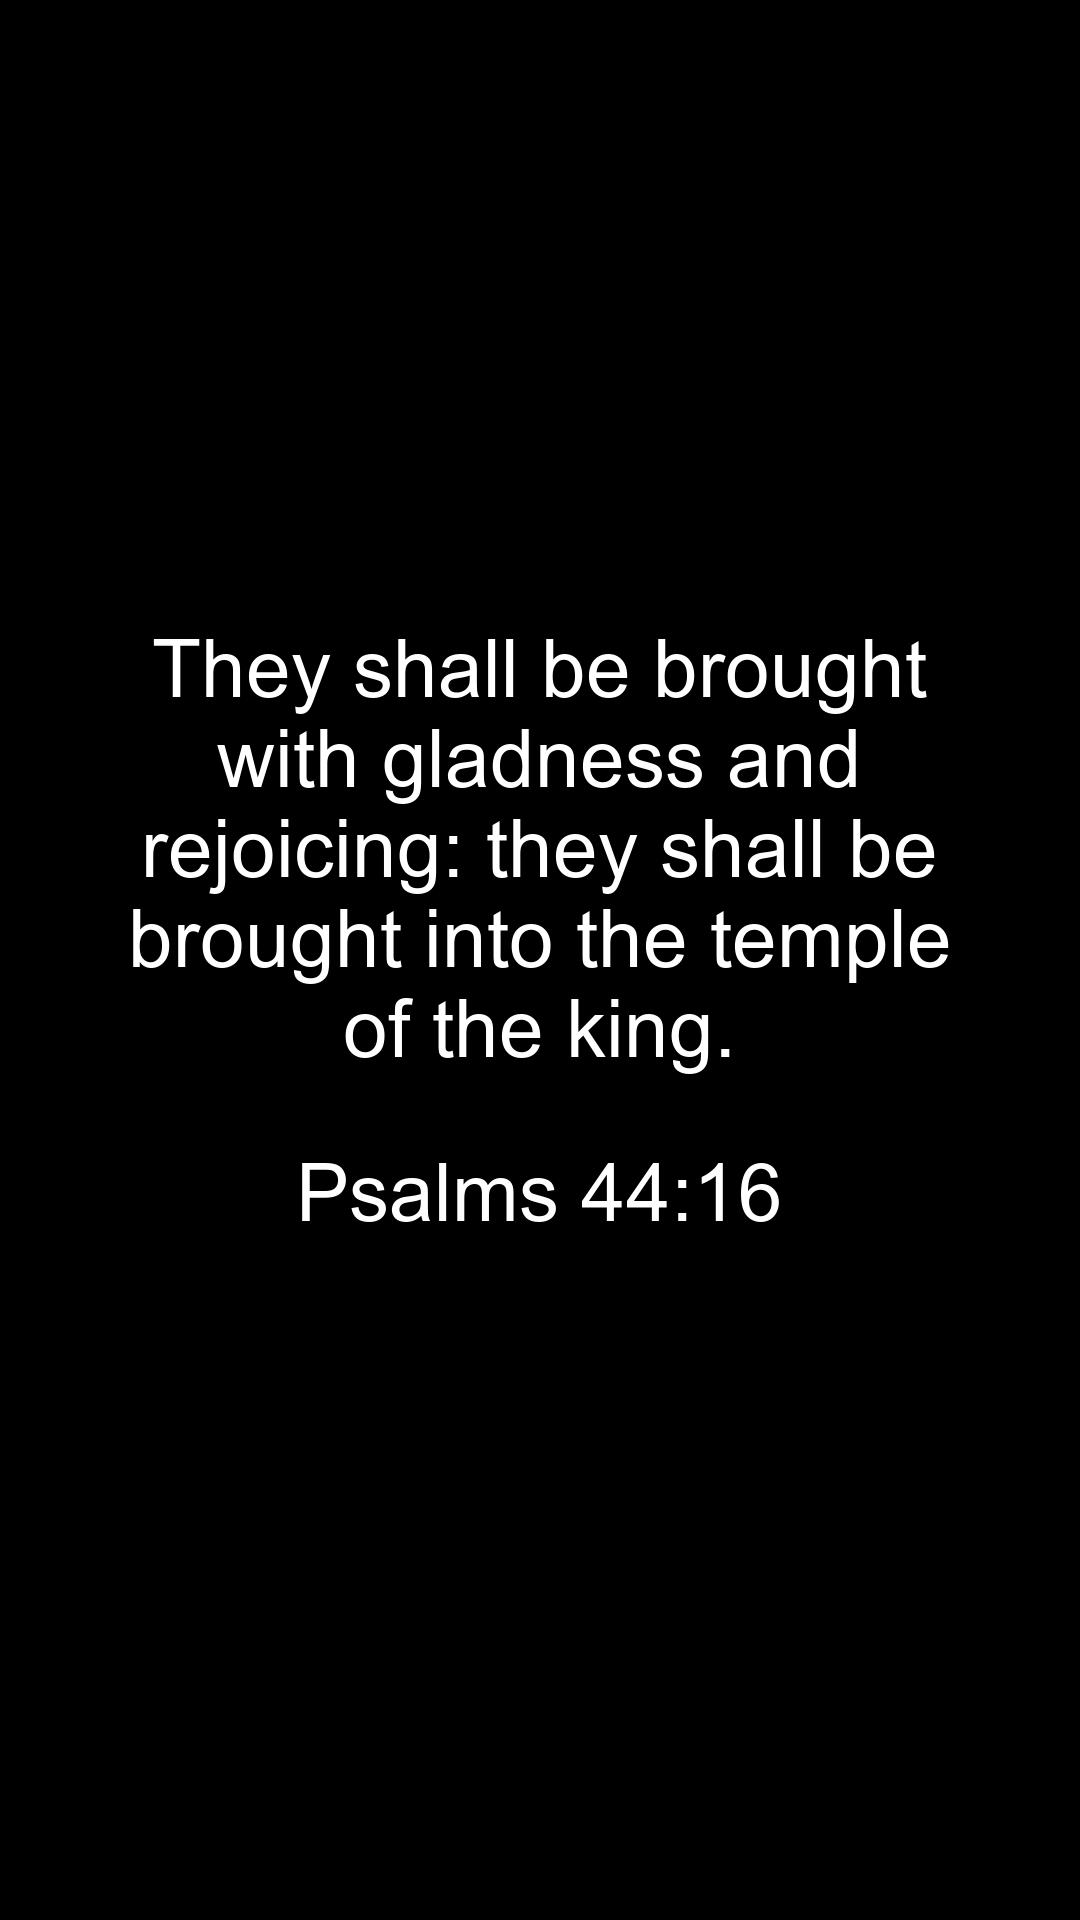 They shall be brought
with gladness and
rejoicing: they shall be
brought into the temple
of the king.
Psalms 44:16